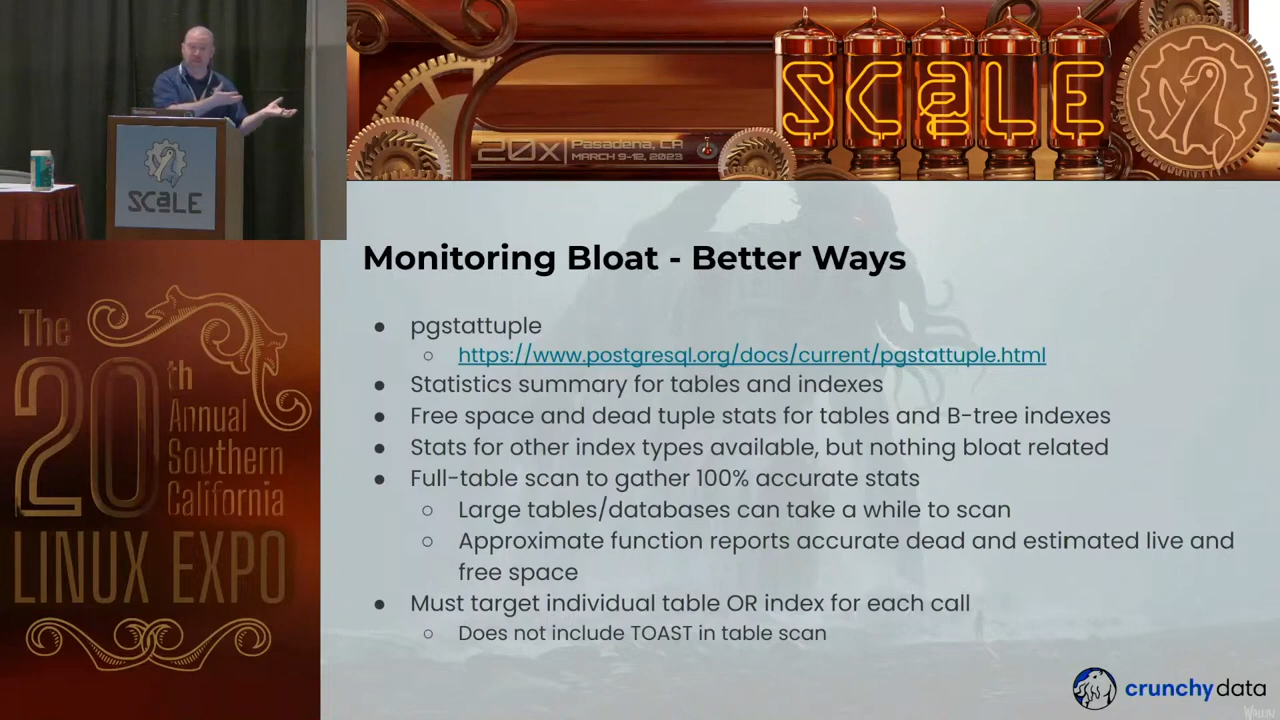 SCaLE
20x
Pasadena, CA
MARCH 9-12, 2023
SCaLE
The
20th
Annual
Southern
California
LINUX EXPO
Monitoring Bloat - Better Ways
● pgstattuple
○ https://www.postgresql.org/docs/current/pgstattuple.html
● Statistics summary for tables and indexes
● Free space and dead tuple stats for tables and B-tree indexes
● Stats for other index types available, but nothing bloat related
● Full-table scan to gather 100% accurate stats
○ Large tables/databases can take a while to scan
○ Approximate function reports accurate dead and estimated live and
free space
● Must target individual table OR index for each call
○ Does not include TOAST in table scan
crunchydata